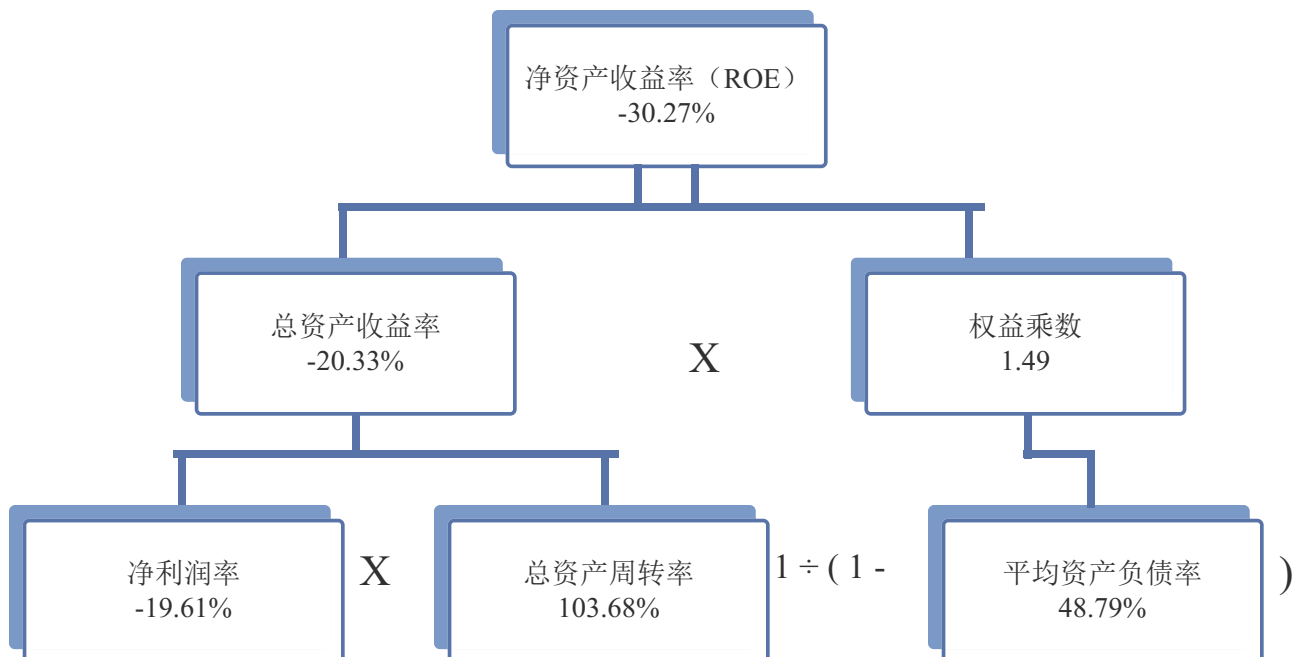 净资产收益率（ROE）
-30.27%
总资产收益率
-20.33%
X
权益乘数
1.49
净利润率
-19.61%
X
总资产周转率
103.68%
1 ÷ ( 1 -
平均资产负债率
48.79%
)